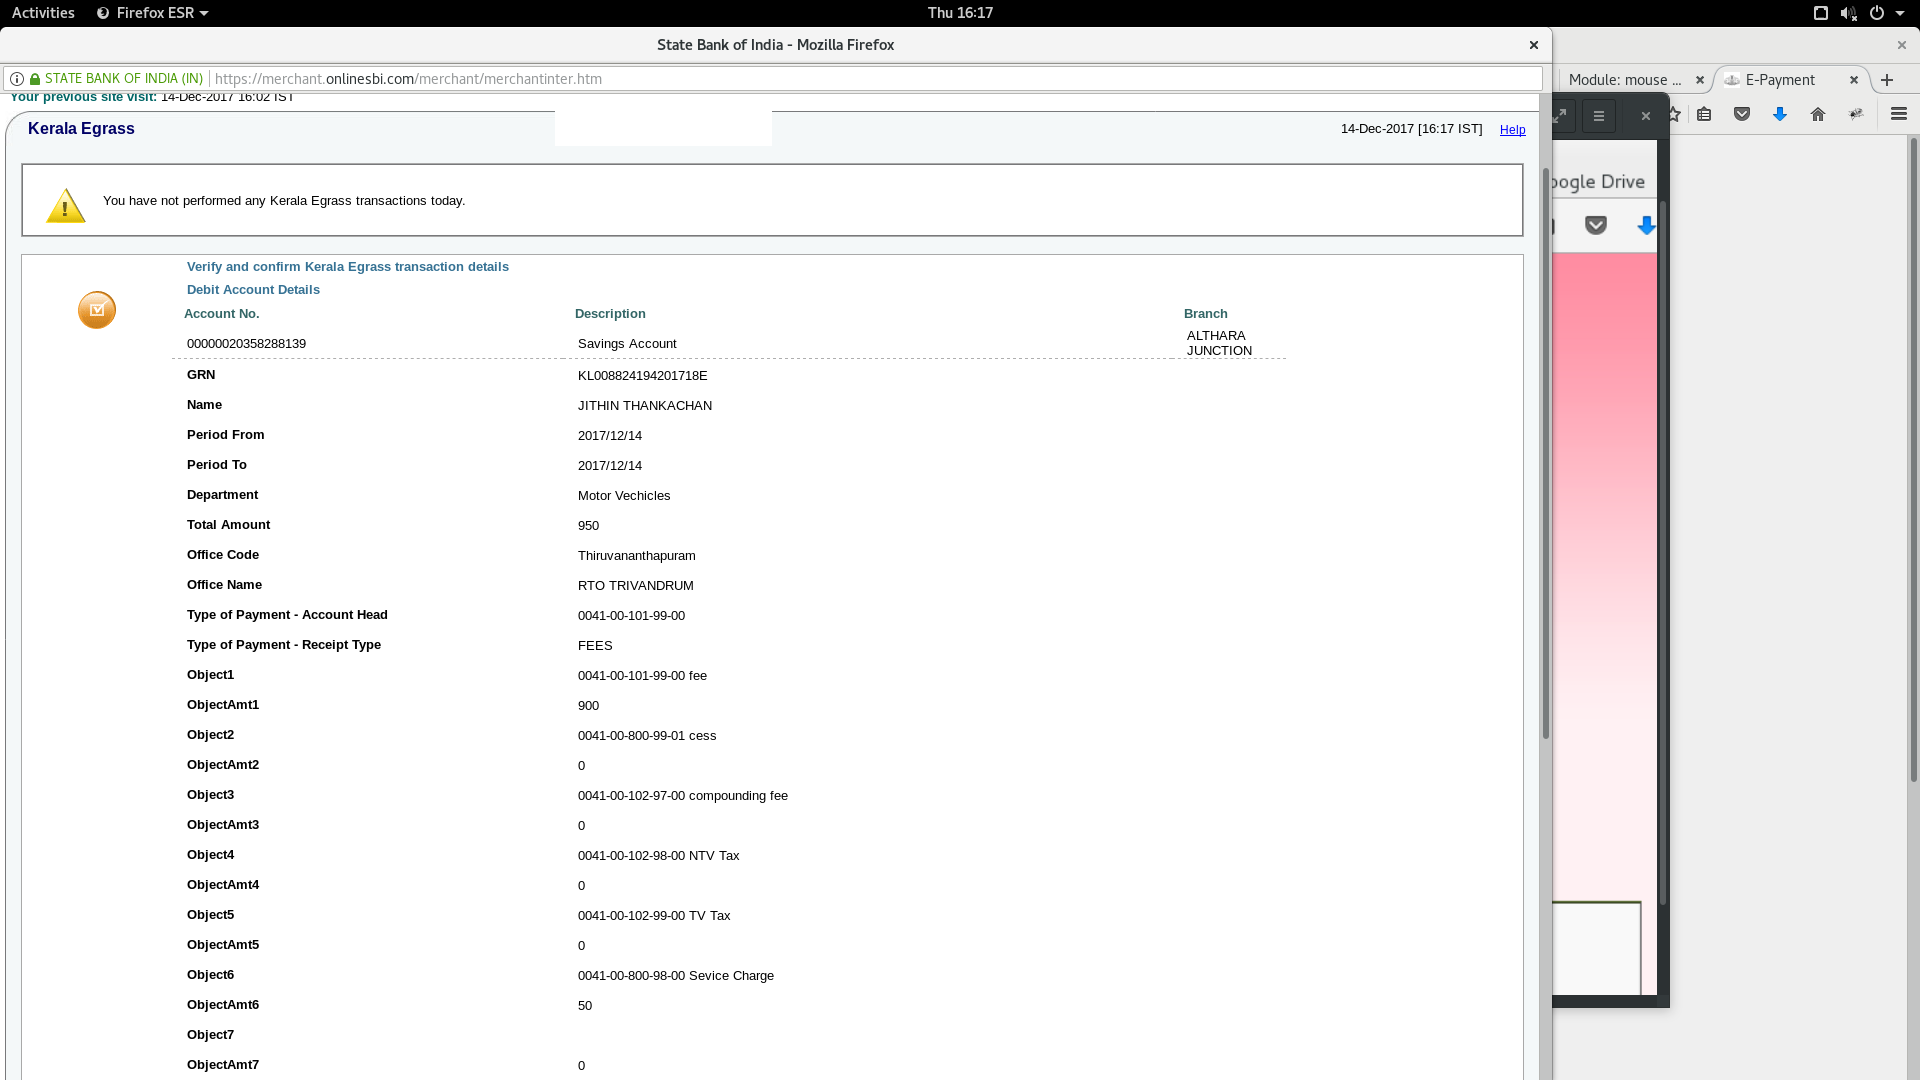 Activities Firefox ESR Thu 16:17
State Bank of India - Mozilla Firefox
STATE BANK OF INDIA (IN) https://merchant.onlinesbi.com/merchant/merchantinter.htm
Module: mouse ... E-Payment
Your previous site visit: 14-Dec-2017 16:02 IST
Kerala Egrass 14-Dec-2017 [16:17 IST] Help
Drive
You have not performed any Kerala Egrass transactions today.
Verify and confirm Kerala Egrass transaction details
Debit Account Details
Account No. Description Branch
00000020358288139 Savings Account ALTHARA
JUNCTION
GRN KL008824194201718E
Name JITHIN THANKACHAN
Period From 2017/12/14
Period To 2017/12/14
Department Motor Vechicles
Total Amount 950
Office Code Thiruvananthapuram
Office Name RTO TRIVANDRUM
Type of Payment - Account Head 0041-00-101-99-00
Type of Payment - Receipt Type FEES
Object1 0041-00-101-99-00 fee
ObjectAmt1 900
Object2 0041-00-800-99-01 cess
ObjectAmt2 0
Object3 0041-00-102-97-00 compounding fee
ObjectAmt3 0
Object4 0041-00-102-98-00 NTV Tax
ObjectAmt4 0
Object5 0041-00-102-99-00 TV Tax
ObjectAmt5 0
Object6 0041-00-800-98-00 Sevice Charge
ObjectAmt6 50
Object7
ObjectAmt7 0